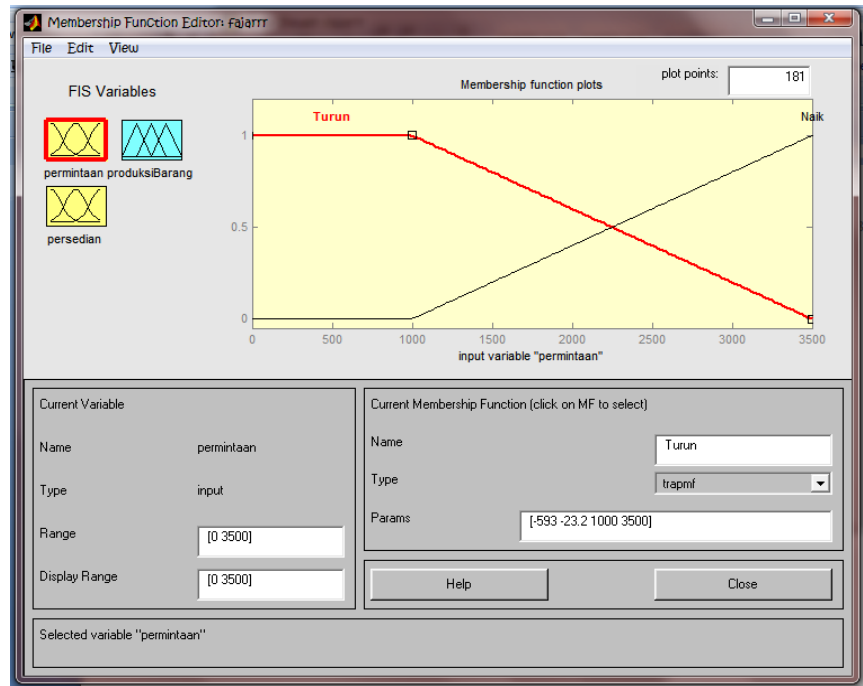 Membership Function Editor: fajarrr
File Edit View
FIS Variables
plot points: 181
Membership function plots
permintaan produksiBarang
persedian
Turun Naik
1
0.5
0
0 500 1000 1500 2000 2500 3000 3500
input variable "permintaan"
Current Variable
Name permintaan
Type input
Range [0 3500]
Display Range [0 3500]
Current Membership Function (click on MF to select)
Name Turun
Type trapmf
Params [-593 -23.2 1000 3500]
Help Close
Selected variable "permintaan"